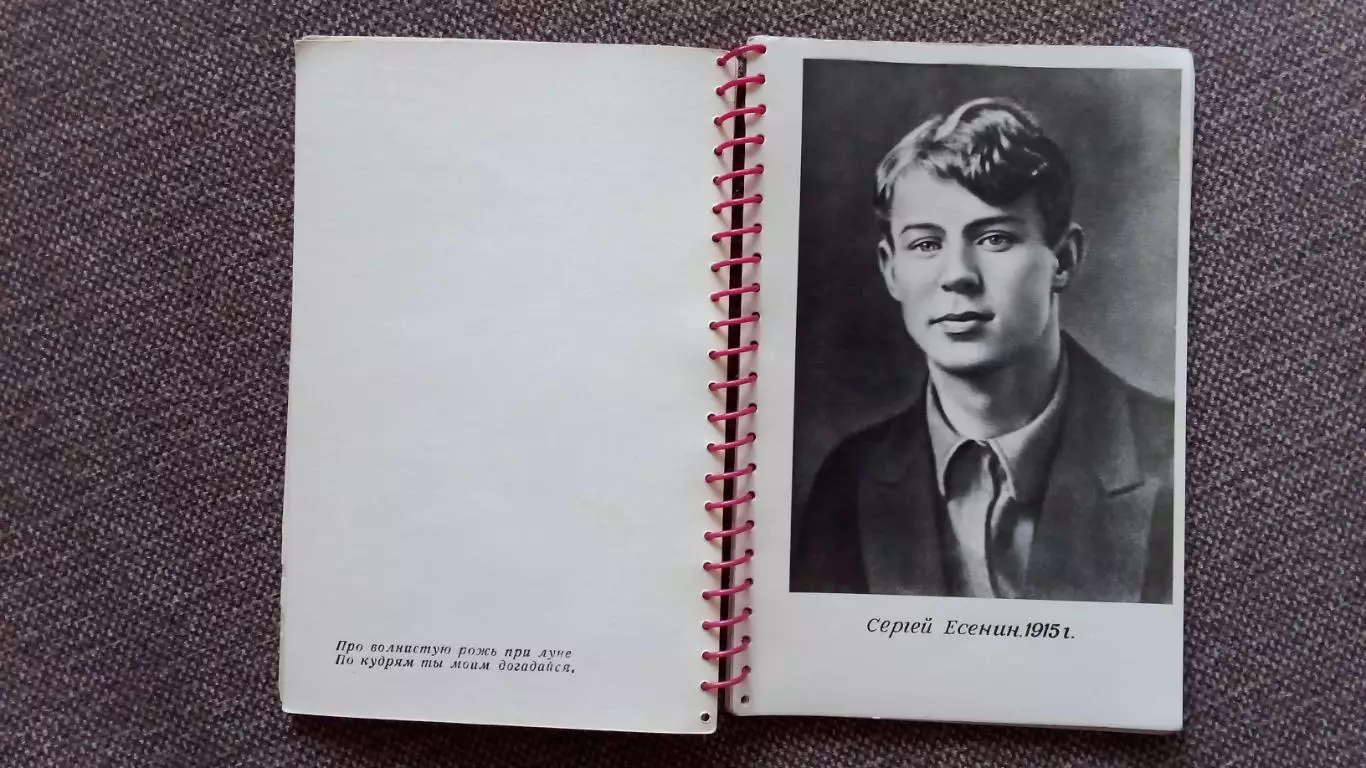 Про волнистую рожь при луне
По кудрям ты моим догадайся.
Сергей Есенин. 1915 г.